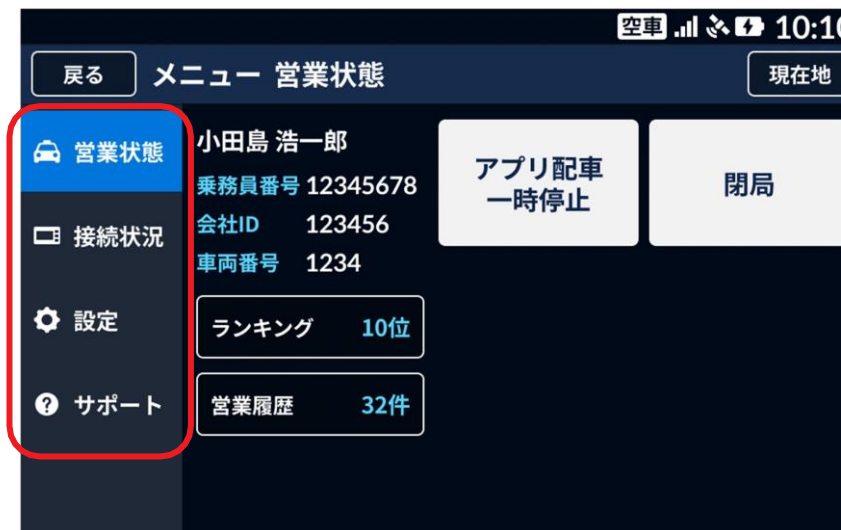 空車 10:10
戻る メニュー 営業状態 現在地
営業状態
接続状況
設定
サポート
小田島 浩一郎
乗務員番号 12345678
会社ID 123456
車両番号 1234
ランキング 10位
営業履歴 32件
アプリ配車
一時停止
閉局